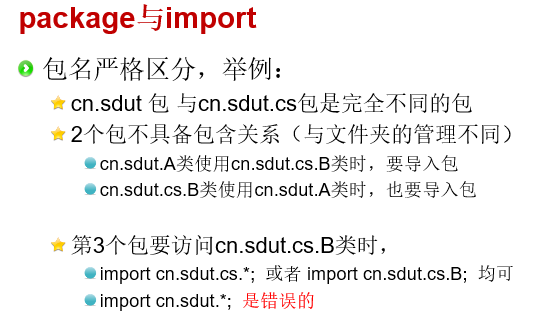 package与import
包名严格区分，举例：
cn.sdut 包 与cn.sdut.cs包是完全不同的包
2个包不具备包含关系（与文件夹的管理不同）
cn.sdut.A类使用cn.sdut.cs.B类时，要导入包
cn.sdut.cs.B类使用cn.sdut.A类时，也要导入包
第3个包要访问cn.sdut.cs.B类时，
import cn.sdut.cs.*; 或者 import cn.sdut.cs.B; 均可
import cn.sdut.*; 是错误的